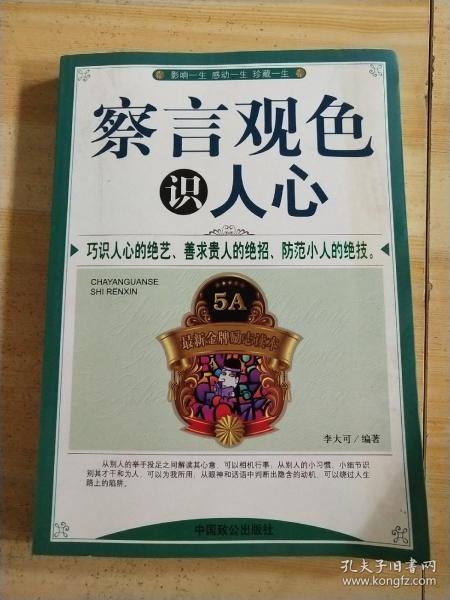 影响一生 感动一生 珍藏一生
察言观色
识人心
巧识人心的绝艺、善求贵人的绝招、防范小人的绝技。
CHAYANGUANSE
SHI RENXIN
5A
最新金牌励志读本
李大可/编著
从别人的举手投足之间解读其心意,可以相机行事,从别人的小习惯、小细节识
别其才干和为人,可以为我所用,从眼神和话语中判断出隐含的动机,可以绕过人生
路上的陷阱。
中国致公出版社
孔夫子旧书网
www.kongfz.com